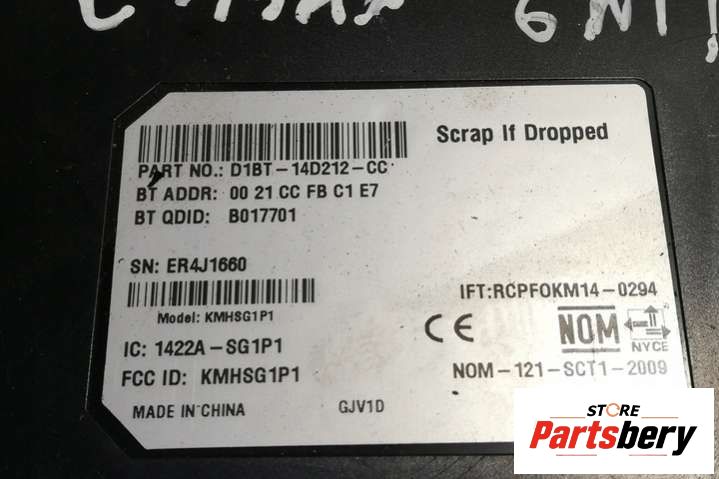 Scrap If Dropped
PART NO.: D1BT-14D212-CC
BT ADDR: 00 21 CC FB C1 E7
BT QDID: B017701
SN: ER4J1660
IFT:RCPFOKM14-0294
Model: KMHSG1P1
CE NOM NYCE
IC: 1422A-SG1P1
NOM-121-SCT1-2009
FCC ID: KMHSG1P1
MADE IN CHINA GJV1D
STORE
Partsbery